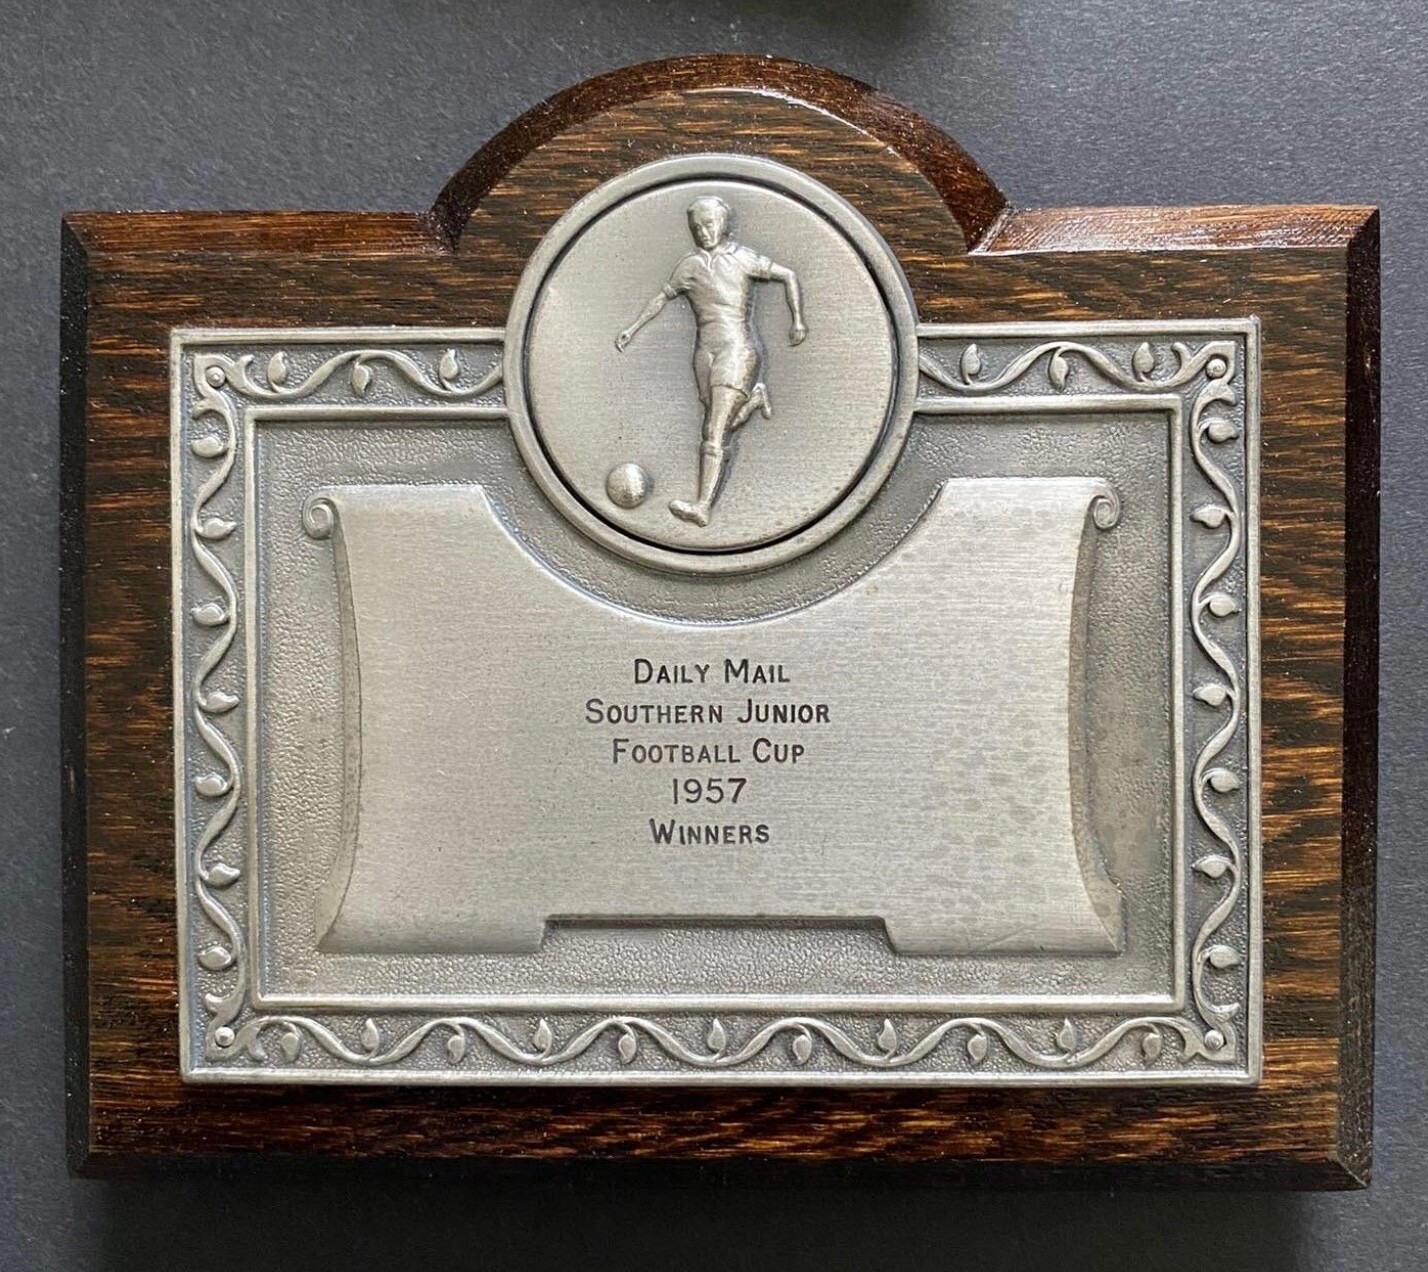 Daily Mail
Southern Junior
Football Cup
1957
Winners